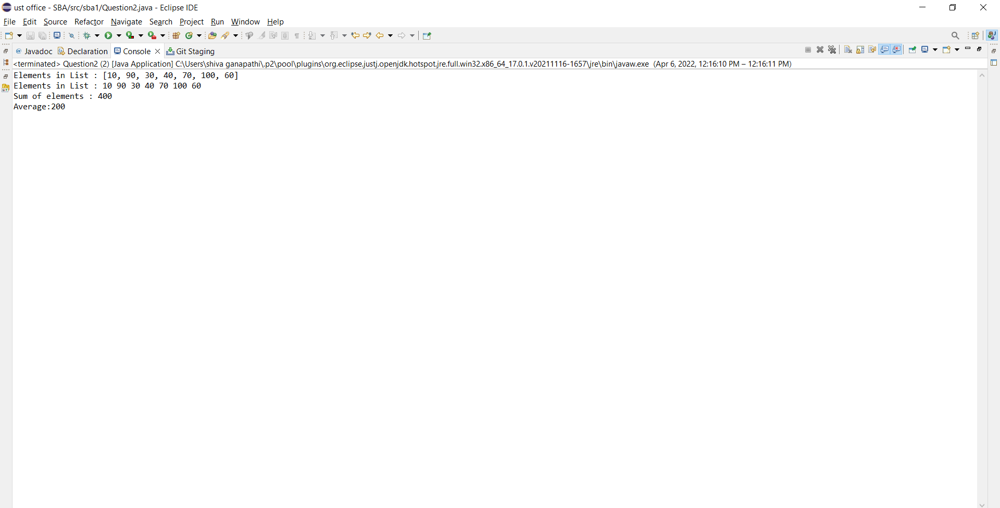 ust office - SBA/src/sba1/Question2.java - Eclipse IDE
File Edit Source Refactor Navigate Search Project Run Window Help
@ Javadoc Declaration Console Git Staging
<terminated> Question2 (2) [Java Application] C:\Users\shiva ganapathi\.p2\pool\plugins\org.eclipse.justj.openjdk.hotspot.jre.full.win32.x86_64_17.0.1.v20211116-1657\jre\bin\javaw.exe (Apr 6, 2022, 12:16:10 PM – 12:16:11 PM)
Elements in List : [10, 90, 30, 40, 70, 100, 60]
Elements in List : 10 90 30 40 70 100 60
Sum of elements : 400
Average:200